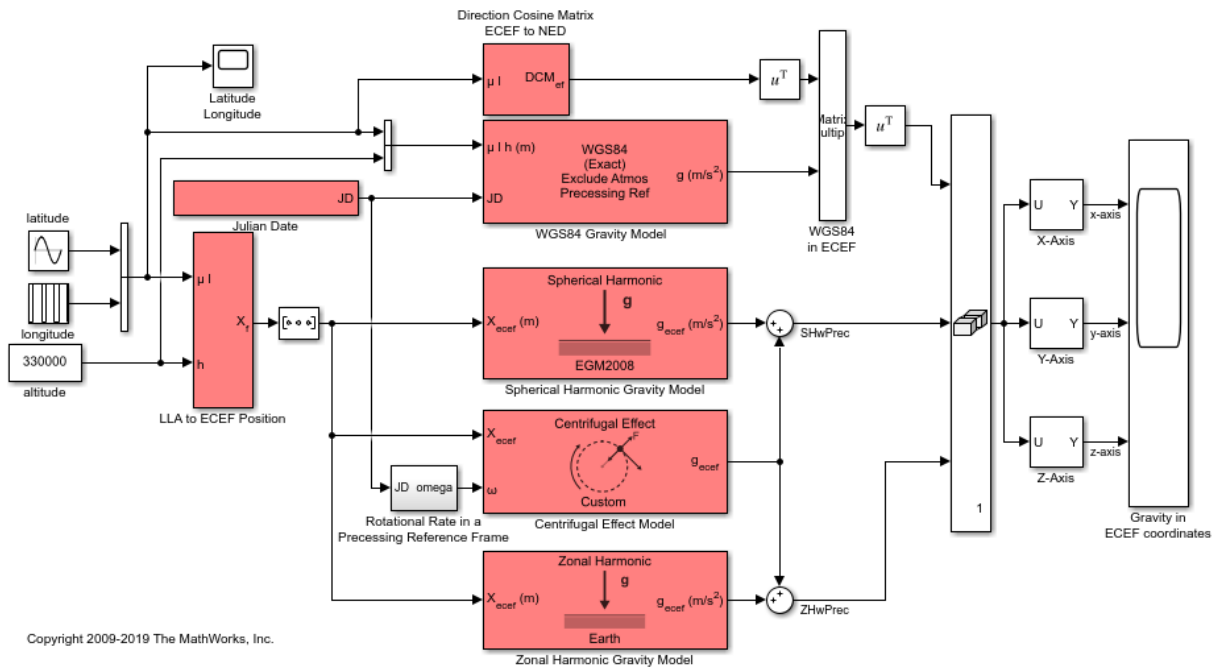 Direction Cosine Matrix
ECEF to NED
μ l
DCM ef
u T
Latitude
Longitude
Matrix
Multiply
u T
μ l h (m)
WGS84
(Exact)
Exclude Atmos
Precessing Ref
g (m/s2)
JD
WGS84 Gravity Model
WGS84
in ECEF
JD
Julian Date
latitude
longitude
330000
altitude
μ l
h
Xf
LLA to ECEF Position
Spherical Harmonic
g
Xecef (m)
gecef (m/s2)
EGM2008
Spherical Harmonic Gravity Model
+
+
SHwPrec
Centrifugal Effect
Xecef
F
gecef
ω
Custom
Centrifugal Effect Model
JD omega
Rotational Rate in a
Precessing Reference Frame
Zonal Harmonic
g
Xecef (m)
gecef (m/s2)
Earth
Zonal Harmonic Gravity Model
+
+
ZHwPrec
1
U Y
X-Axis
x-axis
U Y
Y-Axis
y-axis
U Y
Z-Axis
z-axis
Gravity in
ECEF coordinates
Copyright 2009-2019 The MathWorks, Inc.